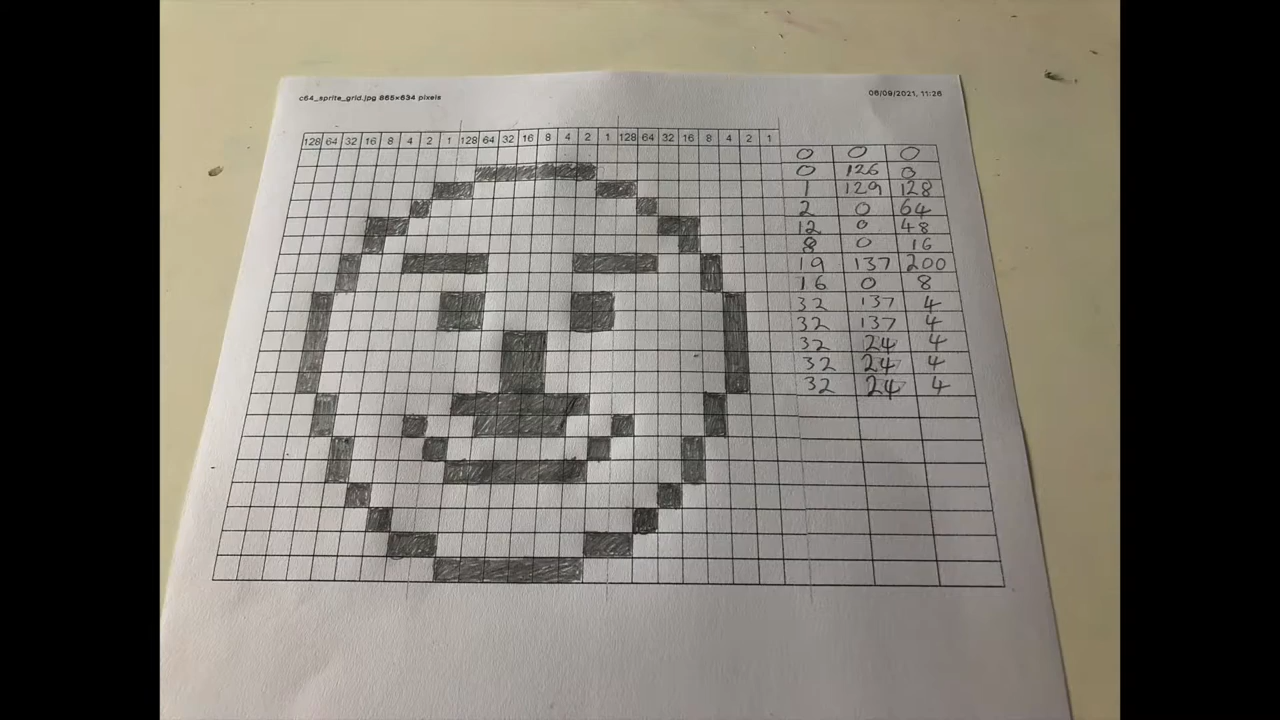 c64_sprite_grid.jpg 865×634 pixels 06/09/2021, 11:26
128 64 32 16 8 4 2 1 128 64 32 16 8 4 2 1 128 64 32 16 8 4 2 1
0 0 0
0 126 0
1 129 128
2 0 64
12 0 48
8 0 16
19 137 200
16 0 8
32 137 4
32 137 4
32 24 4
32 24 4
32 24 4